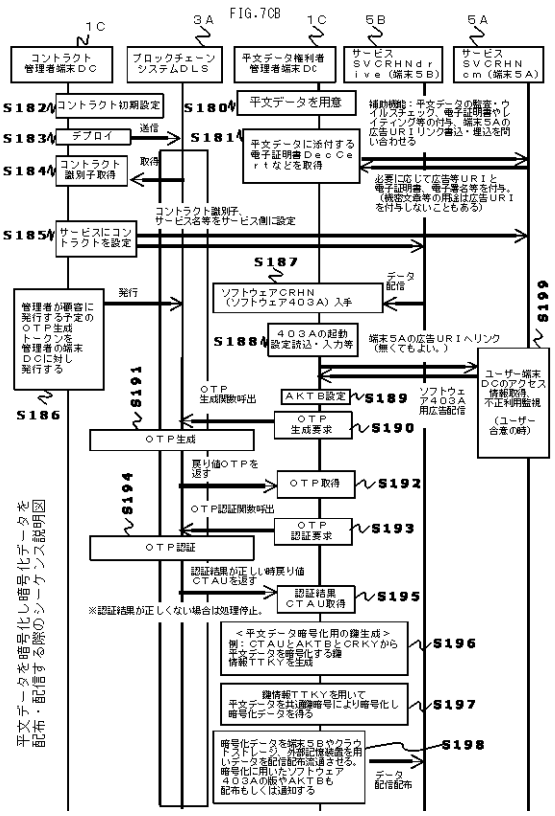 FIG.7CB
1C
3A
1C
5B
5A
コントラクト
管理者端末DC
ブロックチェーン
システムDLS
平文データ権利者
管理者端末DC
サービス
SVCRHNdr
ive（端末5B）
サービス
SVCRHN
cm（端末5A）
S182
コントラクト初期設定
S183
デプロイ
送信
S184
コントラクト
識別子取得
取得
S180
平文データを用意
S181
平文データに添付する
電子証明書DecCe
rtなどを取得
補助機能：平文データの監査・ウ
イルスチェック、電子証明書やレ
イティング等の付与、端末5Aの
広告URIリンク書込・埋込を問
い合わせる
必要に応じて広告等URIと
電子証明書、電子署名等を付与。
（機密文章等の用途は広告URI
を付与しないこともある）
S185
サービスにコン
トラクトを設定
コントラクト識別子、
サービス名等をサービス側に設定
S187
ソフトウェアCRHN
（ソフトウェア403A）入手
データ
配信
S186
管理者が顧客に
発行する予定の
OTP生成
トークンを
管理者の端末
DCに対し
発行する
発行
S188
403Aの起動
設定読込・入力等
端末5Aの広告URIへリンク
（無くてもよい。）
S199
ユーザー端末
DCのアクセス
情報取得、
不正利用監視
（ユーザー
合意の時）
S189
AKTB設定
ソフトウェ
ア403A
用広告配信
S190
OTP
生成要求
OTP
生成関数呼出
S191
OTP生成
戻り値OTPを
返す
OTP取得
S192
OTP認証関数呼出
OTP
認証要求
S193
S194
OTP認証
認証結果が正しい時戻り値
CTAUを返す
認証結果
CTAU取得
S195
※認証結果が正しくない場合は処理停止。
＜平文データ暗号化用の鍵生成＞
例：CTAUとAKTBとCRKYから
平文データを暗号化する鍵
情報TTKYを生成
S196
鍵情報TTKYを用いて
平文データを共通鍵暗号により暗号化し
暗号化データを得る
S197
暗号化データを端末5Bやクラウ
ドストレージ、外部記憶装置を用
いデータを配信配布流通させる。
暗号化に用いたソフトウェア
403Aの版やAKTBも
配布もしくは通知する
S198
データ
配信配布
平文データを暗号化し暗号化データを
配布・配信する際のシーケンス説明図